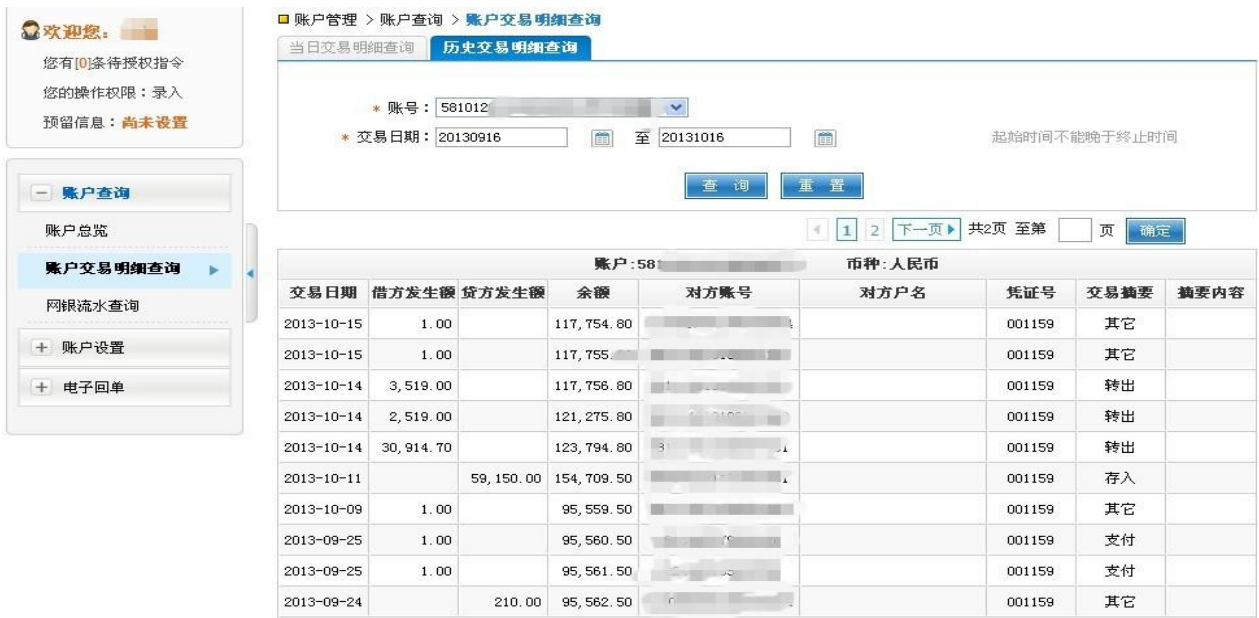 欢迎您:
您有[0]条待授权指令
您的操作权限:录入
预留信息:尚未设置
账户查询
账户总览
账户交易明细查询
网银流水查询
账户设置
电子回单
账户管理 > 账户查询 > 账户交易明细查询
当日交易明细查询 历史交易明细查询
* 账号: 581012
* 交易日期: 20130916 至 20131016 起始时间不能晚于终止时间
查 询 重 置
1 2 下一页 共2页 至第 页 确定
账户:581 币种:人民币
交易日期 借方发生额 贷方发生额 余额 对方账号 对方户名 凭证号 交易摘要 摘要内容
2013-10-15 1.00 117,754.80 001159 其它
2013-10-15 1.00 117,755. 001159 其它
2013-10-14 3,519.00 117,756.80 001159 转出
2013-10-14 2,519.00 121,275.80 001159 转出
2013-10-14 30,914.70 123,794.80 001159 转出
2013-10-11 59,150.00 154,709.50 001159 存入
2013-10-09 1.00 95,559.50 001159 其它
2013-09-25 1.00 95,560.50 001159 支付
2013-09-25 1.00 95,561.50 001159 支付
2013-09-24 210.00 95,562.50 001159 其它